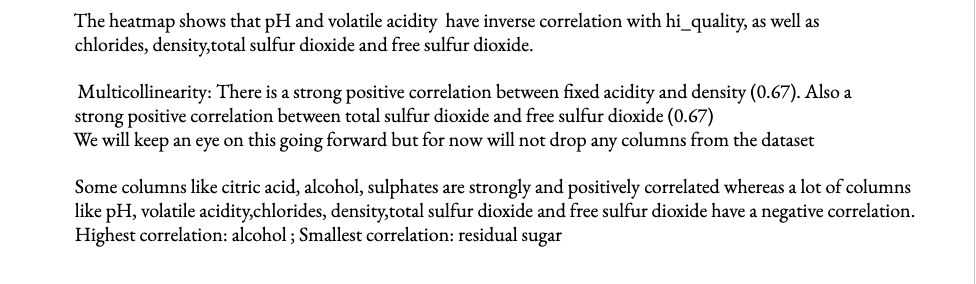 The heatmap shows that pH and volatile acidity  have inverse correlation with hi_quality, as well as
chlorides, density,total sulfur dioxide and free sulfur dioxide.
Multicollinearity: There is a strong positive correlation between fixed acidity and density (0.67). Also a
strong positive correlation between total sulfur dioxide and free sulfur dioxide (0.67)
We will keep an eye on this going forward but for now will not drop any columns from the dataset
Some columns like citric acid, alcohol, sulphates are strongly and positively correlated whereas a lot of columns
like pH, volatile acidity,chlorides, density,total sulfur dioxide and free sulfur dioxide have a negative correlation.
Highest correlation: alcohol ; Smallest correlation: residual sugar